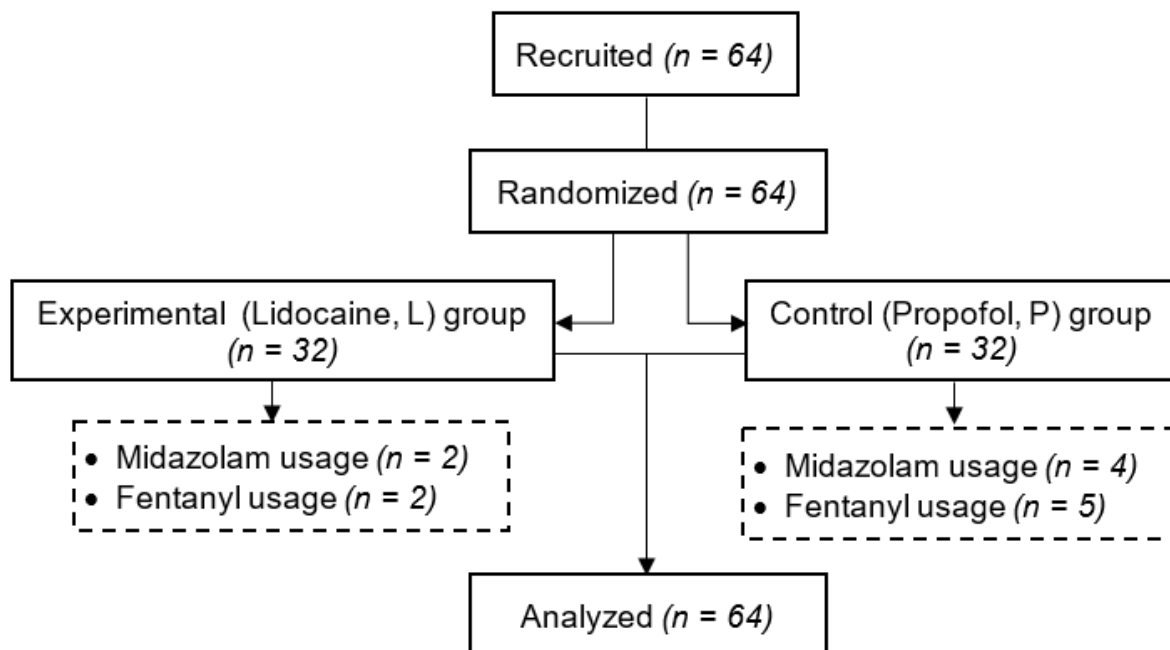 Recruited (n = 64)
Randomized (n = 64)
Experimental (Lidocaine, L) group
(n = 32)
Control (Propofol, P) group
(n = 32)
• Midazolam usage (n = 2)
• Fentanyl usage (n = 2)
• Midazolam usage (n = 4)
• Fentanyl usage (n = 5)
Analyzed (n = 64)